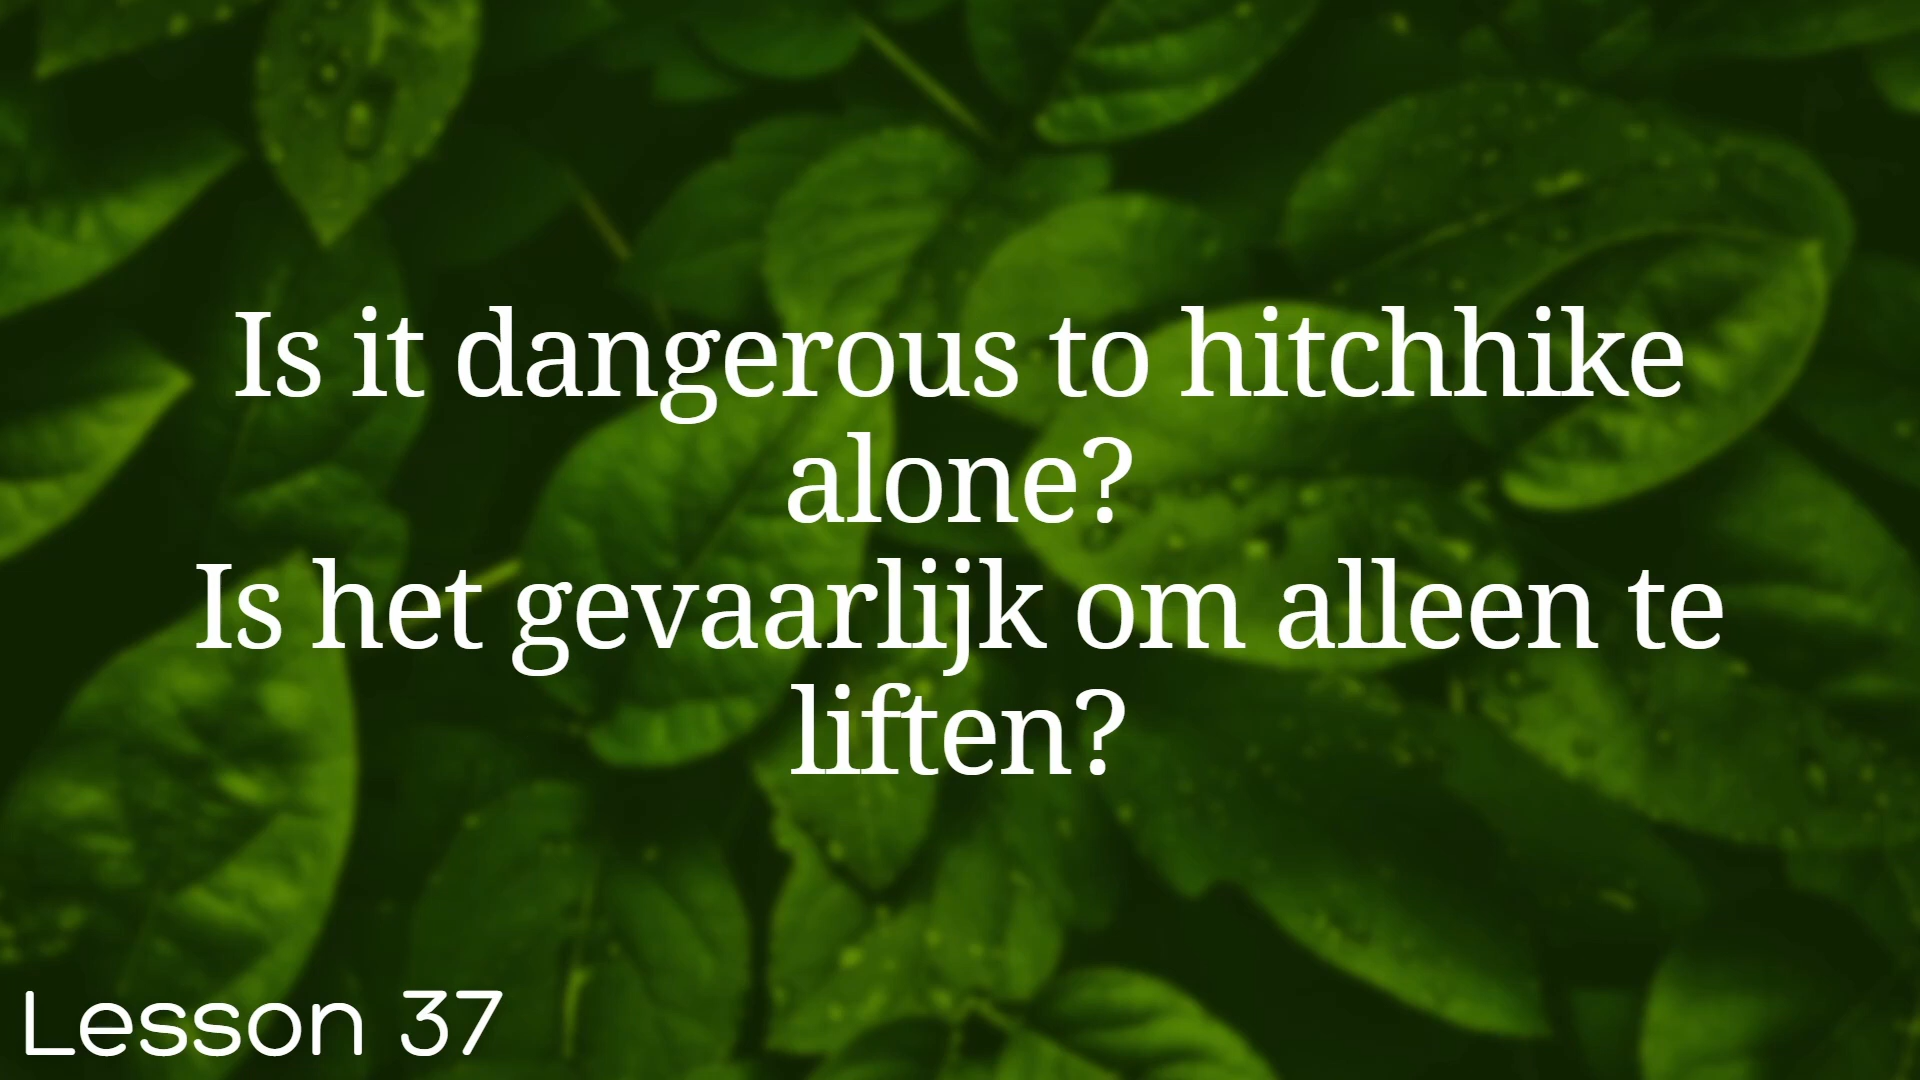 Is it dangerous to hitchhike
alone?
Is het gevaarlijk om alleen te
liften?
Lesson 37